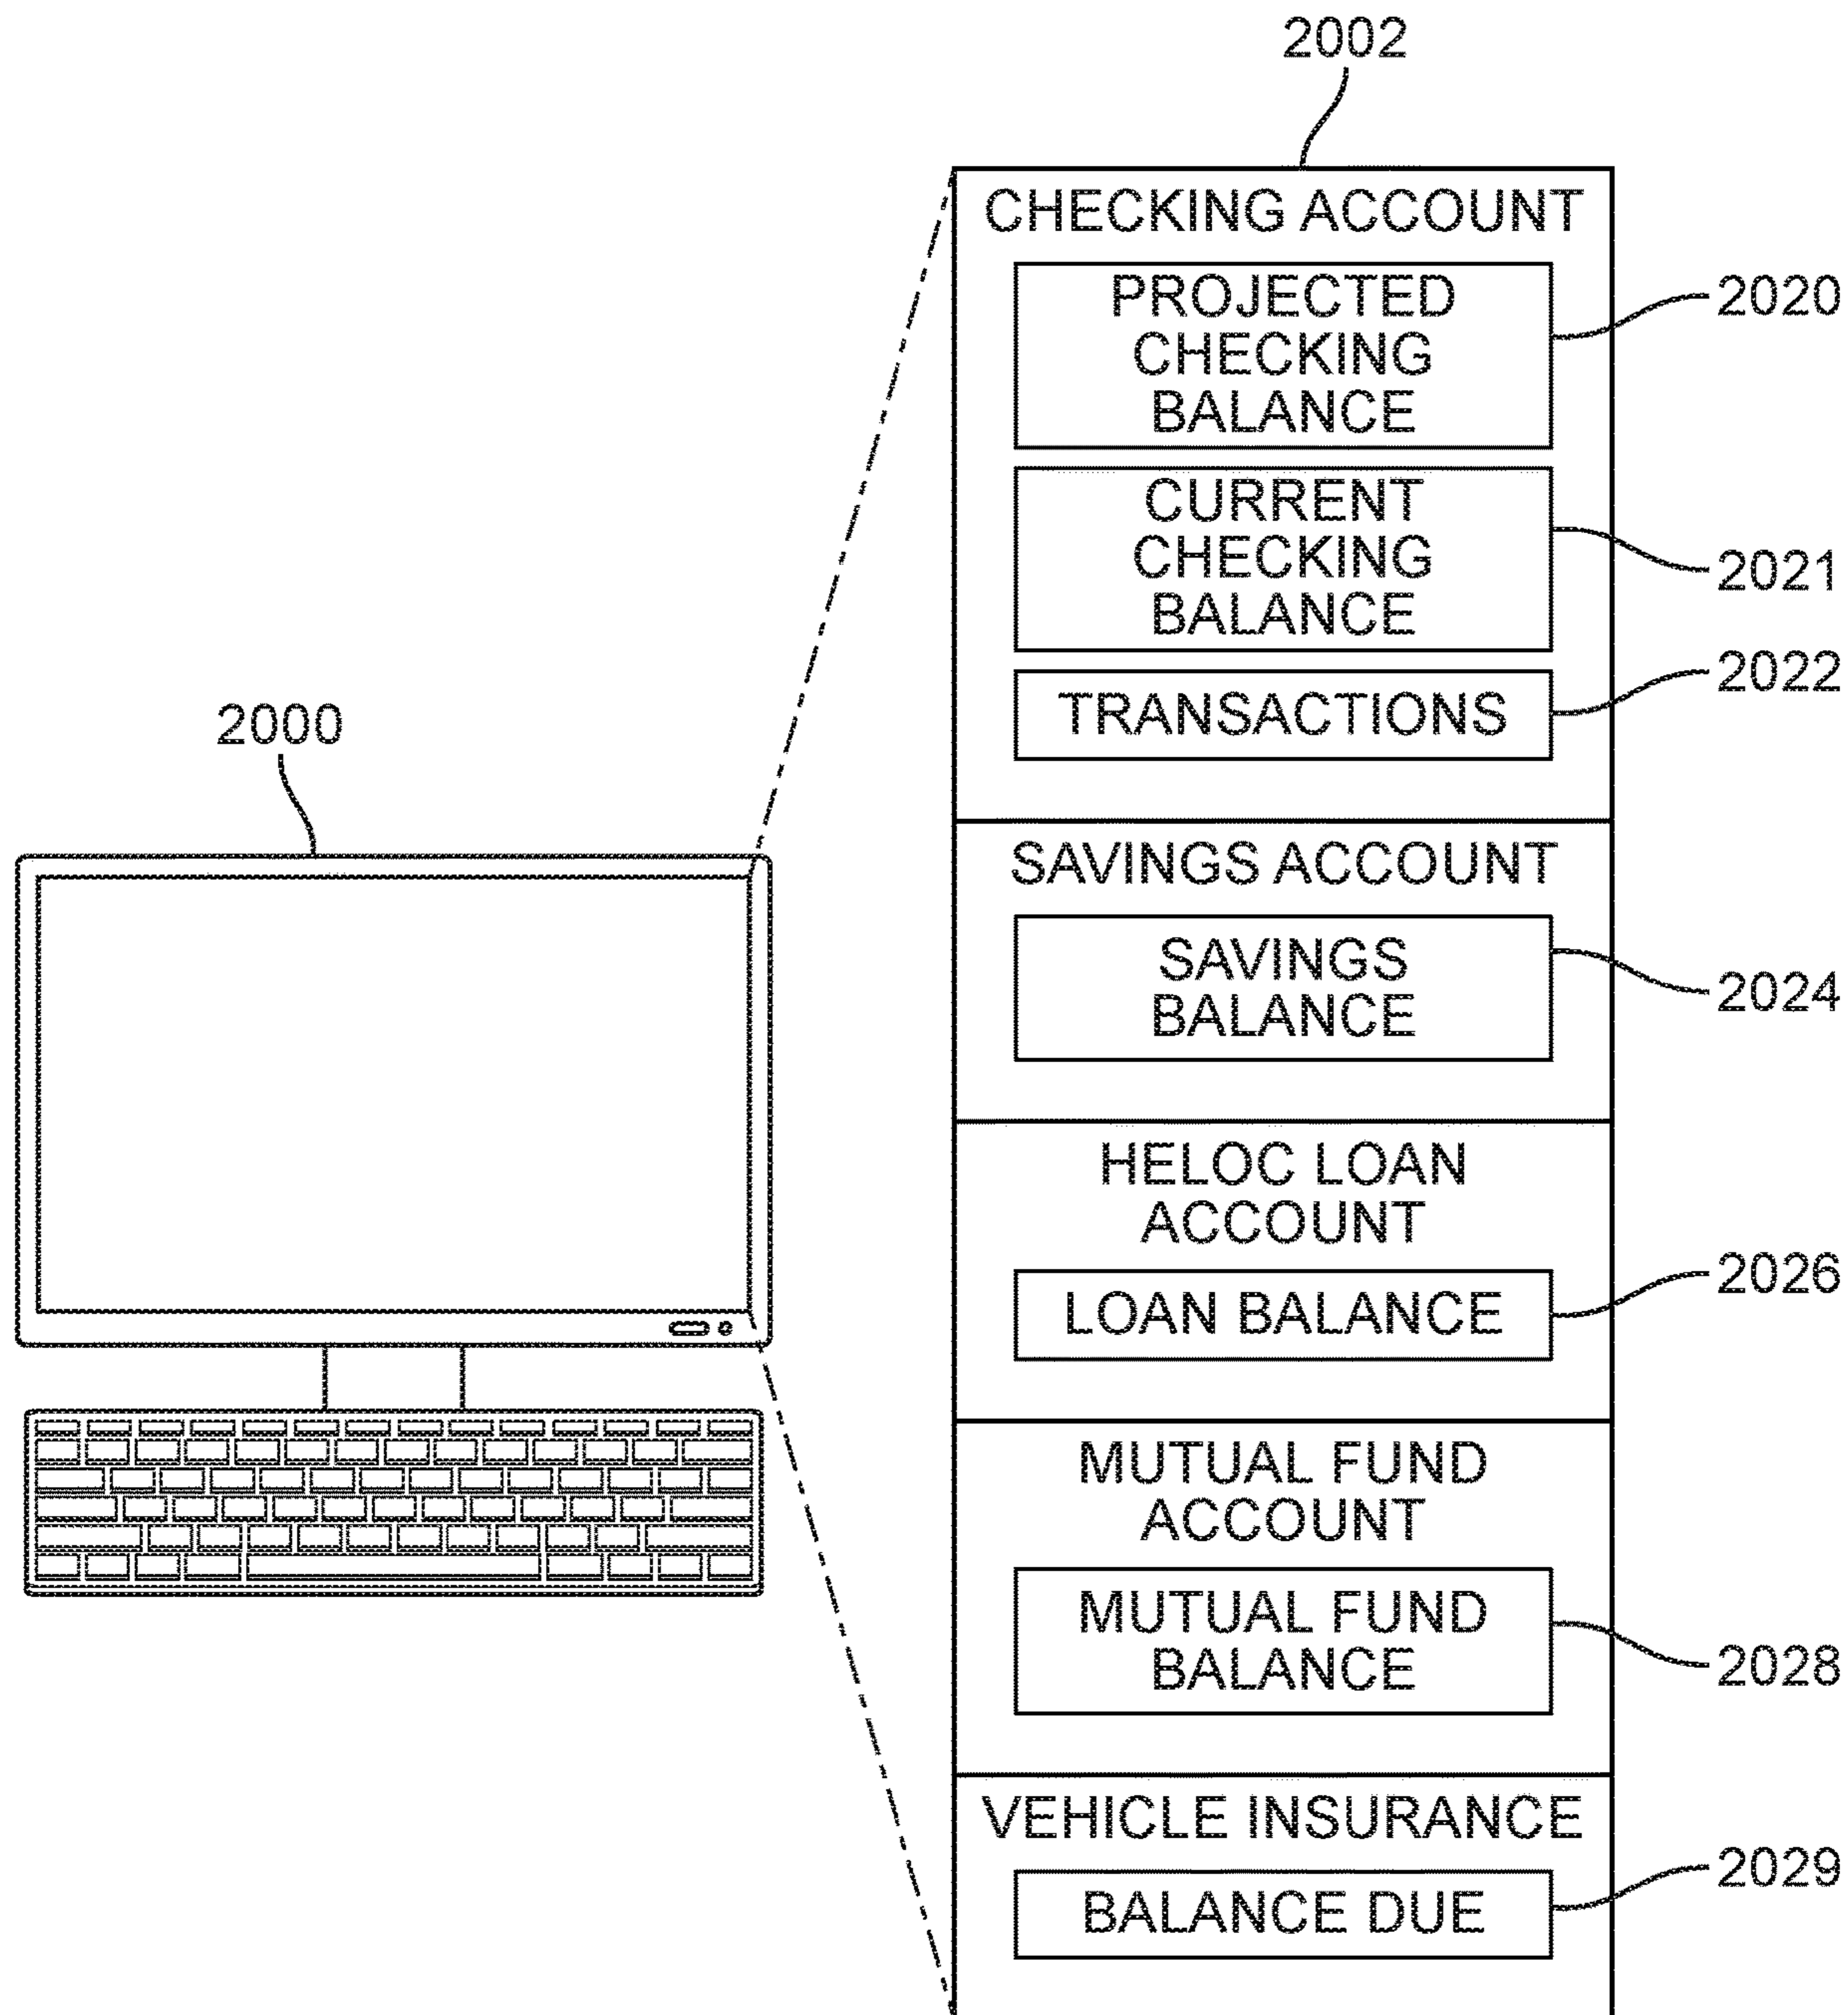 2002
CHECKING ACCOUNT
PROJECTED
CHECKING
BALANCE
2020
CURRENT
CHECKING
BALANCE
2021
TRANSACTIONS
2022
2000
SAVINGS ACCOUNT
SAVINGS
BALANCE
2024
HELOC LOAN
ACCOUNT
LOAN BALANCE
2026
MUTUAL FUND
ACCOUNT
MUTUAL FUND
BALANCE
2028
VEHICLE INSURANCE
BALANCE DUE
2029